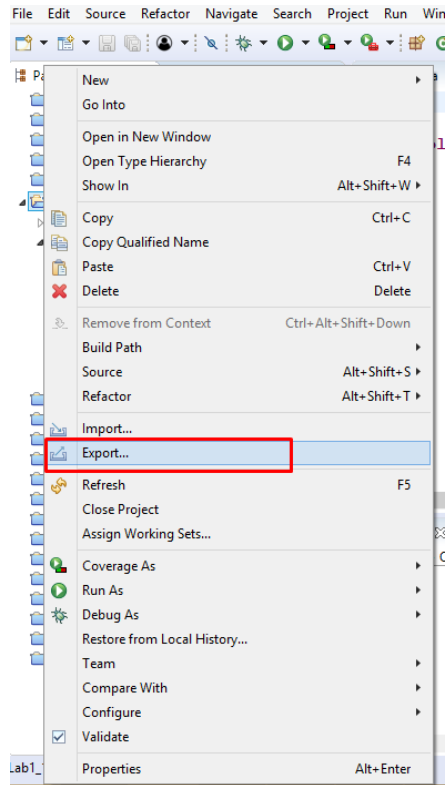 File Edit Source Refactor Navigate Search Project Run
New
Go Into
Open in New Window
Open Type Hierarchy F4
Show In Alt+Shift+W
Copy Ctrl+C
Copy Qualified Name
Paste Ctrl+V
Delete Delete
Remove from Context Ctrl+Alt+Shift+Down
Build Path
Source Alt+Shift+S
Refactor Alt+Shift+T
Import...
Export...
Refresh F5
Close Project
Assign Working Sets...
Coverage As
Run As
Debug As
Restore from Local History...
Team
Compare With
Configure
Validate
Lab1_
Properties Alt+Enter